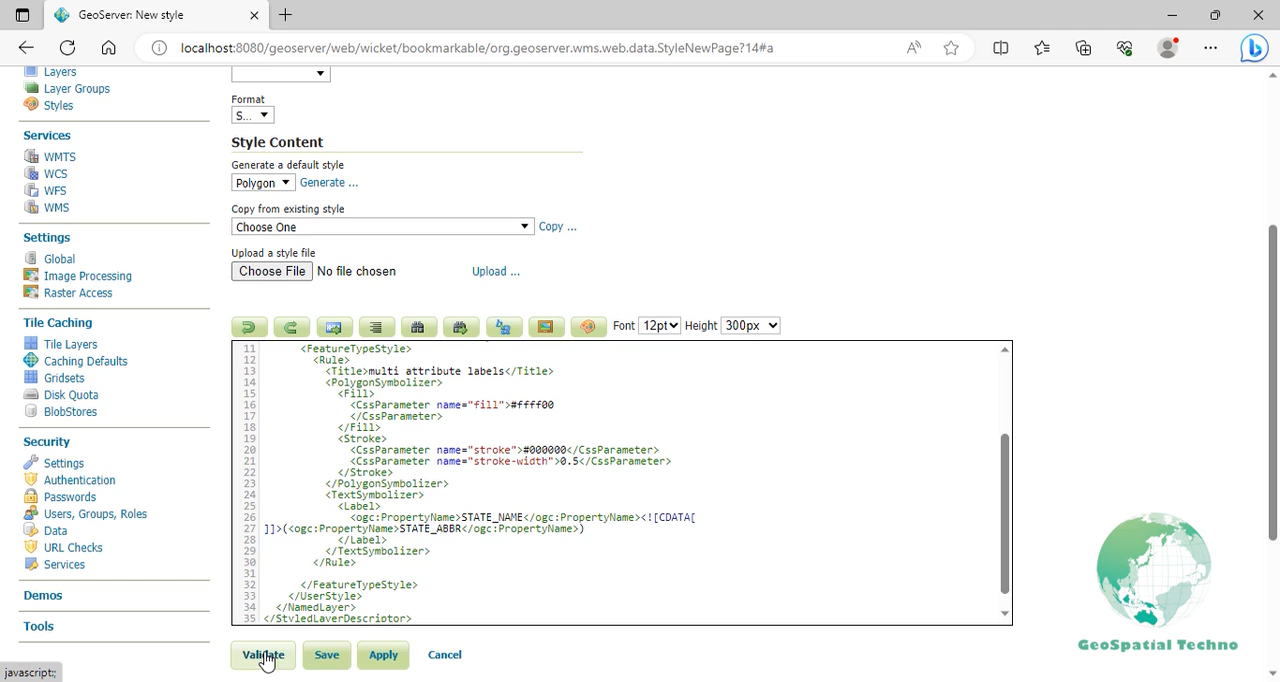 GeoServer: New style
localhost:8080/geoserver/web/wicket/bookmarkable/org.geoserver.wms.web.data.StyleNewPage?14#a
Layers
Layer Groups
Styles
Services
WMTS
WCS
WFS
WMS
Settings
Global
Image Processing
Raster Access
Tile Caching
Tile Layers
Caching Defaults
Gridsets
Disk Quota
BlobStores
Security
Settings
Authentication
Passwords
Users, Groups, Roles
Data
URL Checks
Services
Demos
Tools
Format
S...
Style Content
Generate a default style
Polygon Generate ...
Copy from existing style
Choose One Copy ...
Upload a style file
Choose File No file chosen Upload ...
Font 12pt Height 300px
11 <FeatureTypeStyle>
12 <Rule>
13 <Title>multi attribute labels</Title>
14 <PolygonSymbolizer>
15 <Fill>
16 <CssParameter name="fill">#ffff00
17 </CssParameter>
18 </Fill>
19 <Stroke>
20 <CssParameter name="stroke">#000000</CssParameter>
21 <CssParameter name="stroke-width">0.5</CssParameter>
22 </Stroke>
23 </PolygonSymbolizer>
24 <TextSymbolizer>
25 <Label>
26 <ogc:PropertyName>STATE_NAME</ogc:PropertyName><![CDATA[
27 ]]>(<ogc:PropertyName>STATE_ABBR</ogc:PropertyName>)
28 </Label>
29 </TextSymbolizer>
30 </Rule>
31
32 </FeatureTypeStyle>
33 </UserStyle>
34 </NamedLayer>
35 </StyledLayerDescriptor>
Validate Save Apply Cancel
javascript:;
GeoSpatial Techno